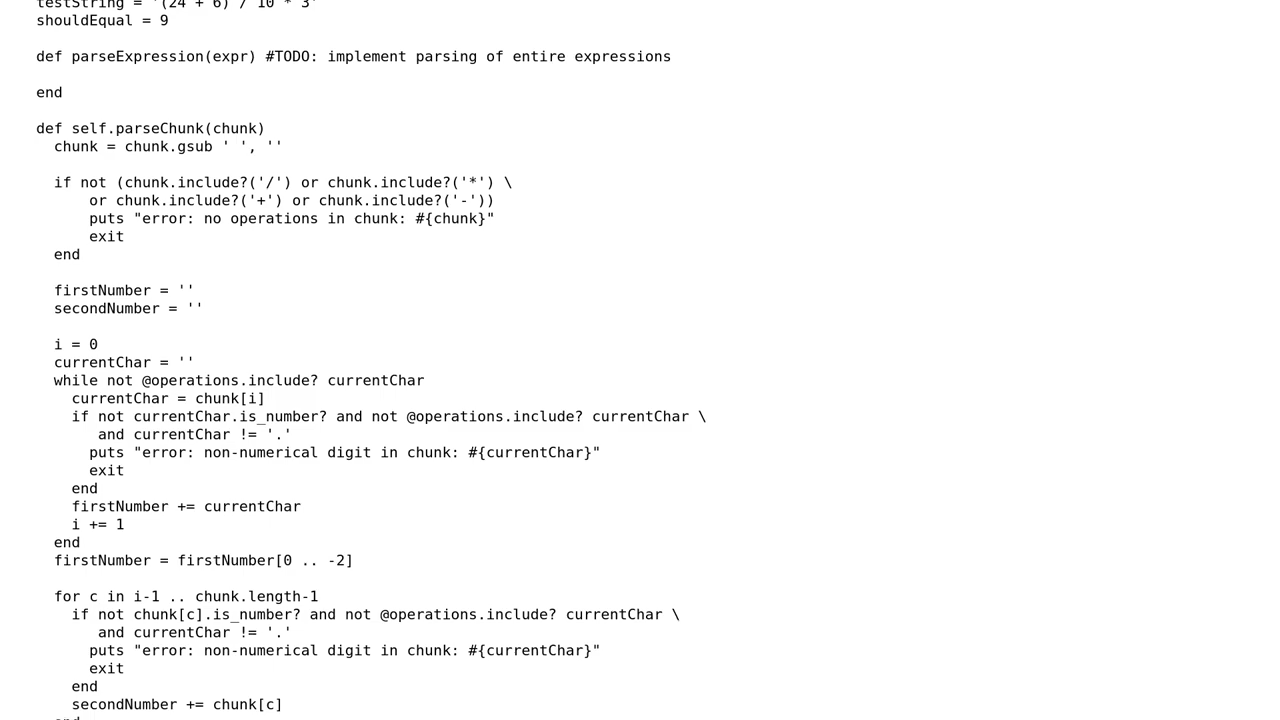 testString = '(24 + 6) / 10 * 3'
shouldEqual = 9
def parseExpression(expr) #TODO: implement parsing of entire expressions
end
def self.parseChunk(chunk)
chunk = chunk.gsub ' ', ''
if not (chunk.include?('/') or chunk.include?('*') \
or chunk.include?('+') or chunk.include?('-'))
puts "error: no operations in chunk: #{chunk}"
exit
end
firstNumber = ''
secondNumber = ''
i = 0
currentChar = ''
while not @operations.include? currentChar
currentChar = chunk[i]
if not currentChar.is_number? and not @operations.include? currentChar \
and currentChar != '.'
puts "error: non-numerical digit in chunk: #{currentChar}"
exit
end
firstNumber += currentChar
i += 1
end
firstNumber = firstNumber[0 .. -2]
for c in i-1 .. chunk.length-1
if not chunk[c].is_number? and not @operations.include? currentChar \
and currentChar != '.'
puts "error: non-numerical digit in chunk: #{currentChar}"
exit
end
secondNumber += chunk[c]